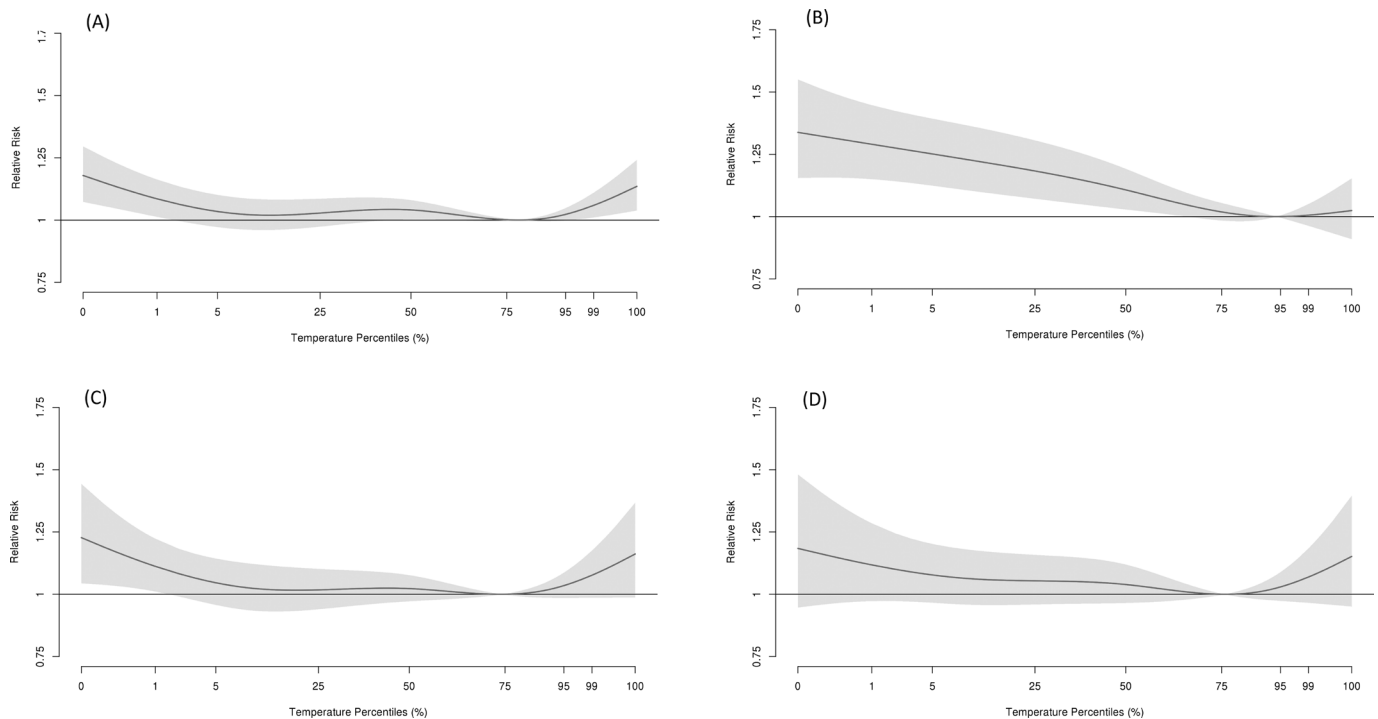 (A)
1.7
1.5
1.25
1
0.75
Relative Risk
0 1 5 25 50 75 95 99 100
Temperature Percentiles (%)
(B)
1.75
1.5
1.25
1
0.75
Relative Risk
0 1 5 25 50 75 95 99 100
Temperature Percentiles (%)
(C)
1.75
1.5
1.25
1
0.75
Relative Risk
0 1 5 25 50 75 95 99 100
Temperature Percentiles (%)
(D)
1.75
1.5
1.25
1
0.75
Relative Risk
0 1 5 25 50 75 95 99 100
Temperature Percentiles (%)